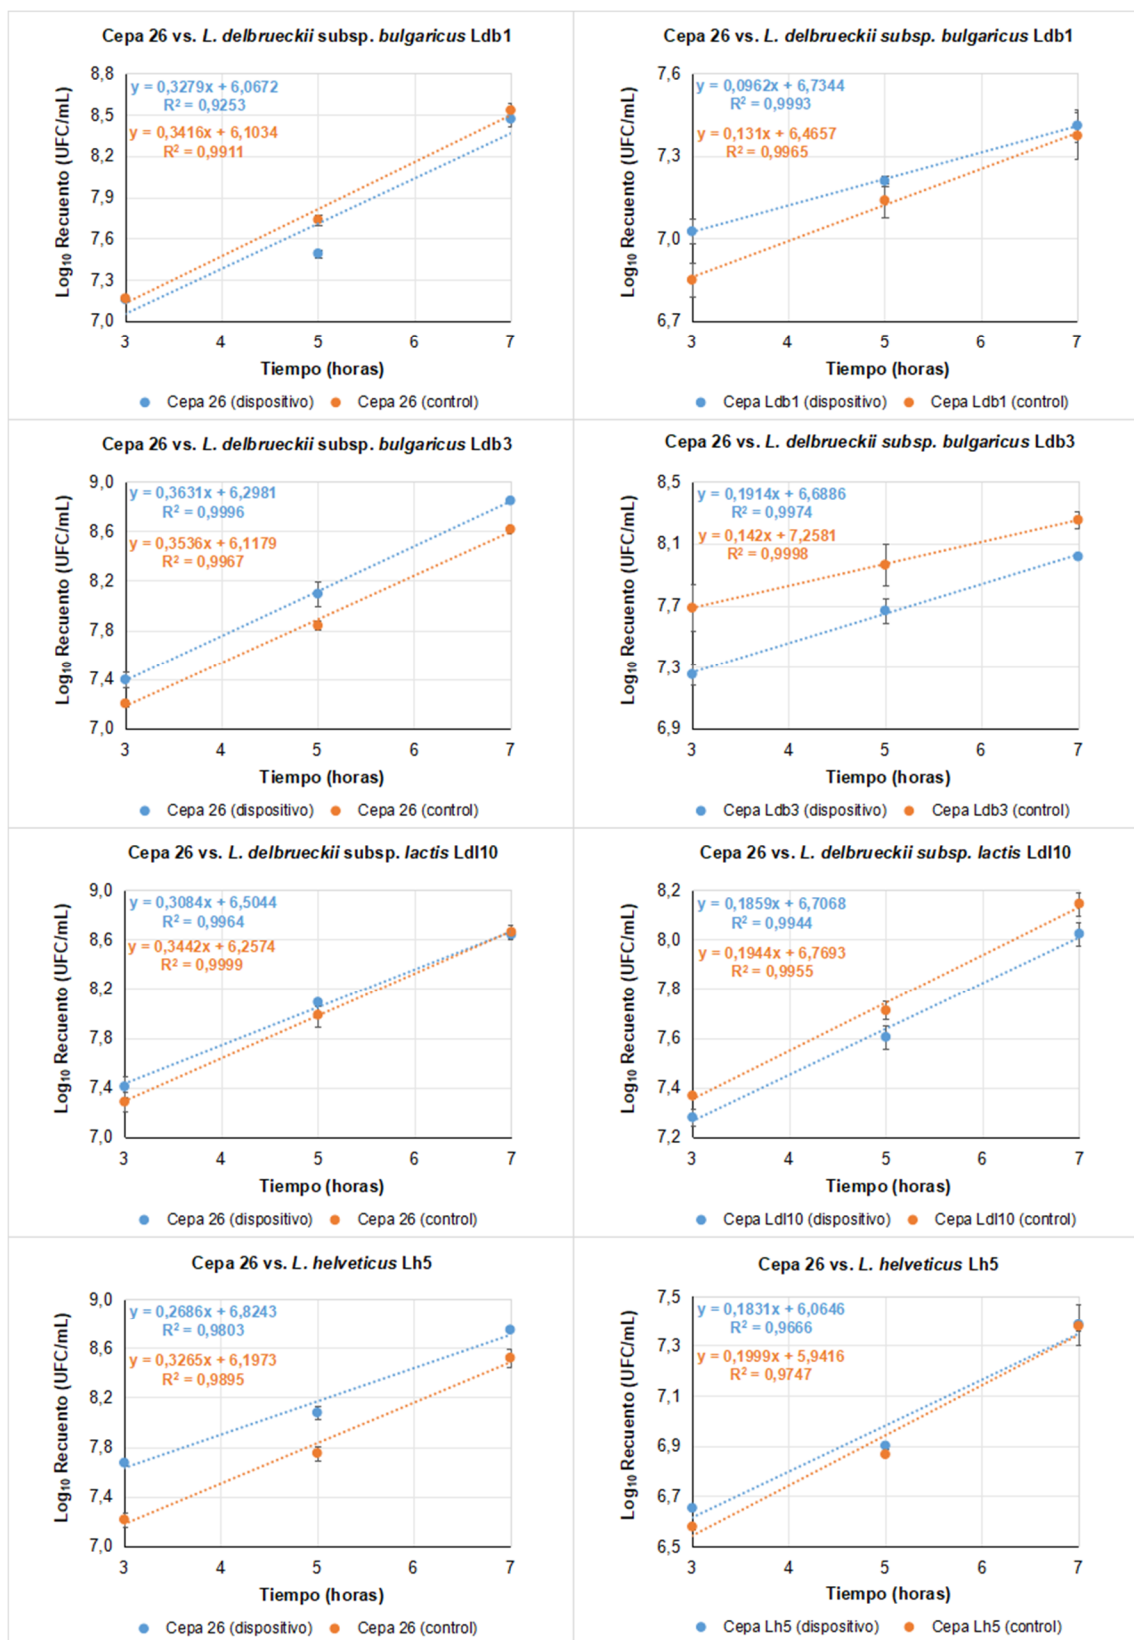 Cepa 26 vs. L. delbrueckii subsp. bulgaricus Ldb1
8,8
8,5
8,2
7,9
7,6
7,3
7,0
Log₁₀ Recuento (UFC/mL)
y = 0,3279x + 6,0672
R² = 0,9253
y = 0,3416x + 6,1034
R² = 0,9911
3 4 5 6 7
Tiempo (horas)
Cepa 26 (dispositivo) Cepa 26 (control)
Cepa 26 vs. L. delbrueckii subsp. bulgaricus Ldb1
7,6
7,3
7,0
6,7
Log₁₀ Recuento (UFC/mL)
y = 0,0962x + 6,7344
R² = 0,9993
y = 0,131x + 6,4657
R² = 0,9965
3 4 5 6 7
Tiempo (horas)
Cepa Ldb1 (dispositivo) Cepa Ldb1 (control)
Cepa 26 vs. L. delbrueckii subsp. bulgaricus Ldb3
9,0
8,6
8,2
7,8
7,4
7,0
Log₁₀ Recuento (UFC/mL)
y = 0,3631x + 6,2981
R² = 0,9996
y = 0,3536x + 6,1179
R² = 0,9967
3 4 5 6 7
Tiempo (horas)
Cepa 26 (dispositivo) Cepa 26 (control)
Cepa 26 vs. L. delbrueckii subsp. bulgaricus Ldb3
8,5
8,1
7,7
7,3
6,9
Log₁₀ Recuento (UFC/mL)
y = 0,1914x + 6,6886
R² = 0,9974
y = 0,142x + 7,2581
R² = 0,9998
3 4 5 6 7
Tiempo (horas)
Cepa Ldb3 (dispositivo) Cepa Ldb3 (control)
Cepa 26 vs. L. delbrueckii subsp. lactis Ldl10
9,0
8,6
8,2
7,8
7,4
7,0
Log₁₀ Recuento (UFC/mL)
y = 0,3084x + 6,5044
R² = 0,9964
y = 0,3442x + 6,2574
R² = 0,9999
3 4 5 6 7
Tiempo (horas)
Cepa 26 (dispositivo) Cepa 26 (control)
Cepa 26 vs. L. delbrueckii subsp. lactis Ldl10
8,2
8,0
7,8
7,6
7,4
7,2
Log₁₀ Recuento (UFC/mL)
y = 0,1859x + 6,7068
R² = 0,9944
y = 0,1944x + 6,7693
R² = 0,9955
3 4 5 6 7
Tiempo (horas)
Cepa Ldl10 (dispositivo) Cepa Ldl10 (control)
Cepa 26 vs. L. helveticus Lh5
9,0
8,6
8,2
7,8
7,4
7,0
Log₁₀ Recuento (UFC/mL)
y = 0,2686x + 6,8243
R² = 0,9803
y = 0,3265x + 6,1973
R² = 0,9895
3 4 5 6 7
Tiempo (horas)
Cepa 26 (dispositivo) Cepa 26 (control)
Cepa 26 vs. L. helveticus Lh5
7,5
7,3
7,1
6,9
6,7
6,5
Log₁₀ Recuento (UFC/mL)
y = 0,1831x + 6,0646
R² = 0,9666
y = 0,1999x + 5,9416
R² = 0,9747
3 4 5 6 7
Tiempo (horas)
Cepa Lh5 (dispositivo) Cepa Lh5 (control)